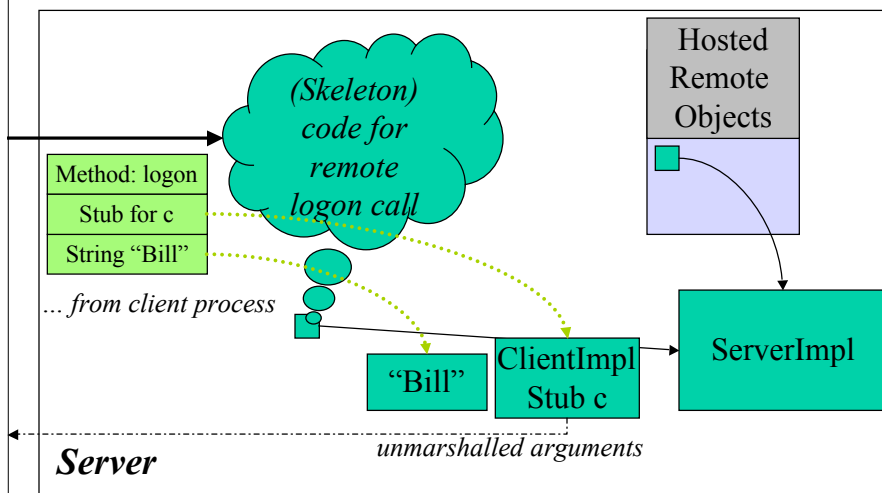 (Skeleton)
code for
remote
logon call
Hosted
Remote
Objects
Method: logon
Stub for c
String “Bill”
... from client process
“Bill”
ClientImpl
Stub c
ServerImpl
unmarshalled arguments
Server